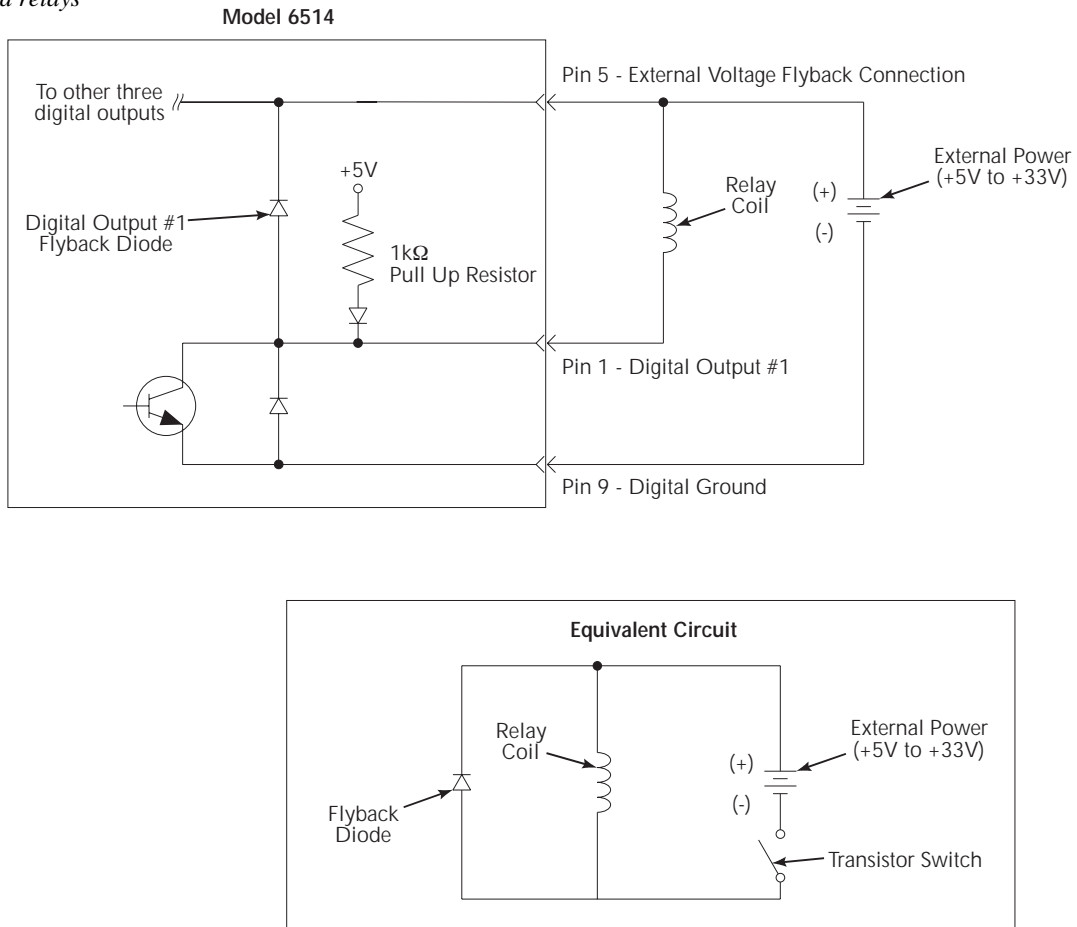 d relays
Model 6514
To other three
digital outputs
Pin 5 - External Voltage Flyback Connection
+5V
External Power
(+5V to +33V)
Relay
Coil
(+)
(-)
Digital Output #1
Flyback Diode
1kΩ
Pull Up Resistor
Pin 1 - Digital Output #1
Pin 9 - Digital Ground
Equivalent Circuit
Relay
Coil
External Power
(+5V to +33V)
(+)
(-)
Flyback
Diode
Transistor Switch